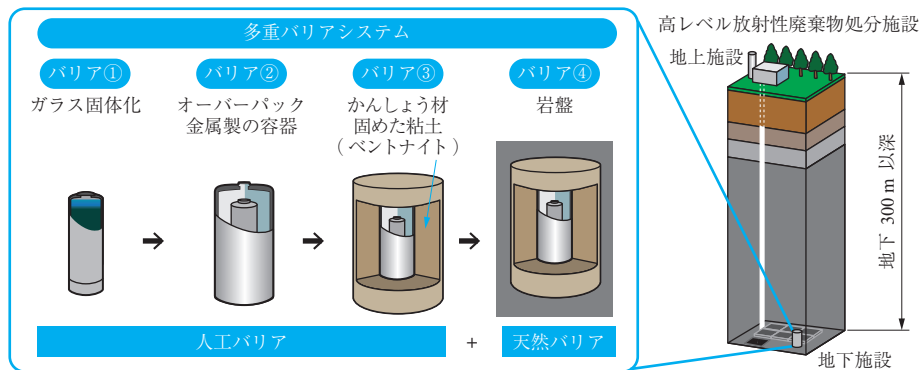 多重バリアシステム
バリア①
ガラス固体化
バリア②
オーバーパック
金属製の容器
バリア③
かんしょう材
固めた粘土
(ベントナイト)
バリア④
岩盤
人工バリア
+
天然バリア
高レベル放射性廃棄物処分施設
地上施設
地下 300 m 以深
地下施設